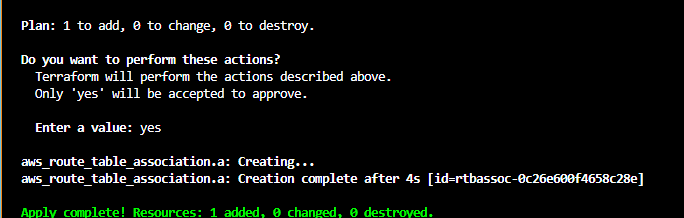 Plan: 1 to add, 0 to change, 0 to destroy.
Do you want to perform these actions?
Terraform will perform the actions described above.
Only 'yes' will be accepted to approve.
Enter a value: yes
aws_route_table_association.a: Creating...
aws_route_table_association.a: Creation complete after 4s [id=rtbassoc-0c26e600f4658c28e]
Apply complete! Resources: 1 added, 0 changed, 0 destroyed.